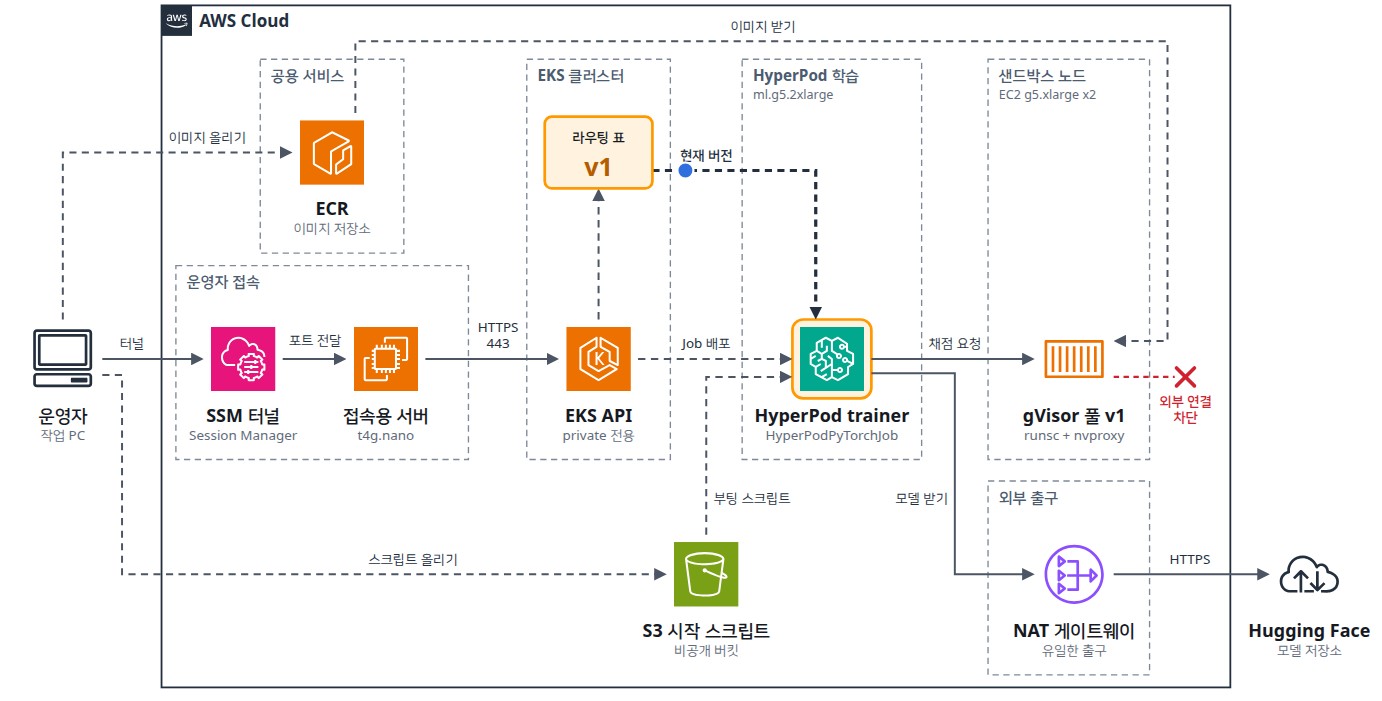 aws
AWS Cloud
이미지 받기
공용 서비스
EKS 클러스터
HyperPod 학습
ml.g5.2xlarge
샌드박스 노드
EC2 g5.xlarge x2
이미지 올리기
라우팅 표
v1
현재 버전
ECR
이미지 저장소
운영자 접속
터널
포트 전달
HTTPS
443
Job 배포
채점 요청
외부 연결
차단
운영자
작업 PC
SSM 터널
Session Manager
접속용 서버
t4g.nano
EKS API
private 전용
HyperPod trainer
HyperPodPyTorchJob
gVisor 풀 v1
runsc + nvproxy
부팅 스크립트
모델 받기
외부 출구
스크립트 올리기
HTTPS
S3 시작 스크립트
비공개 버킷
NAT 게이트웨이
유일한 출구
Hugging Face
모델 저장소